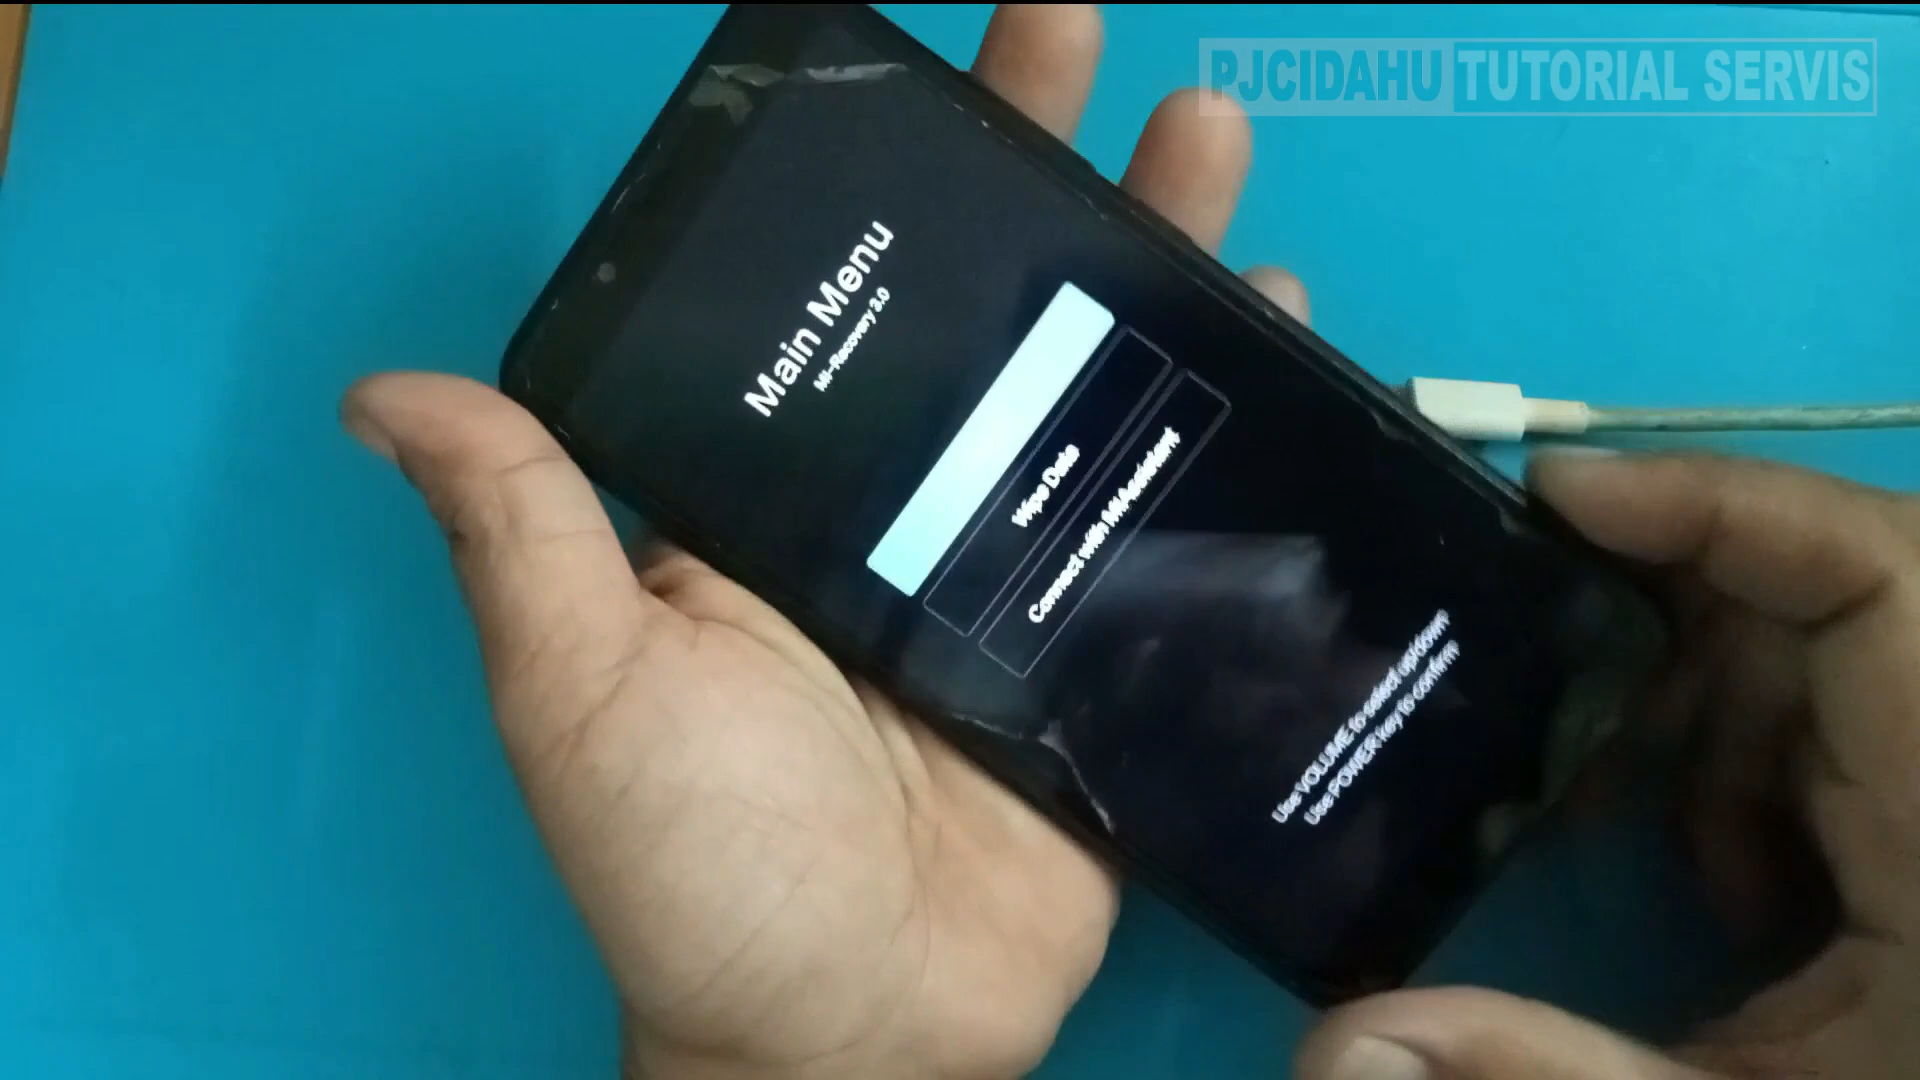 PJCIDAHU TUTORIAL SERVIS
Main Menu
Mi-Recovery 3.0
Wipe Data
Connect with MIAssistant
Use VOLUME to select up/down
Use POWER key to confirm